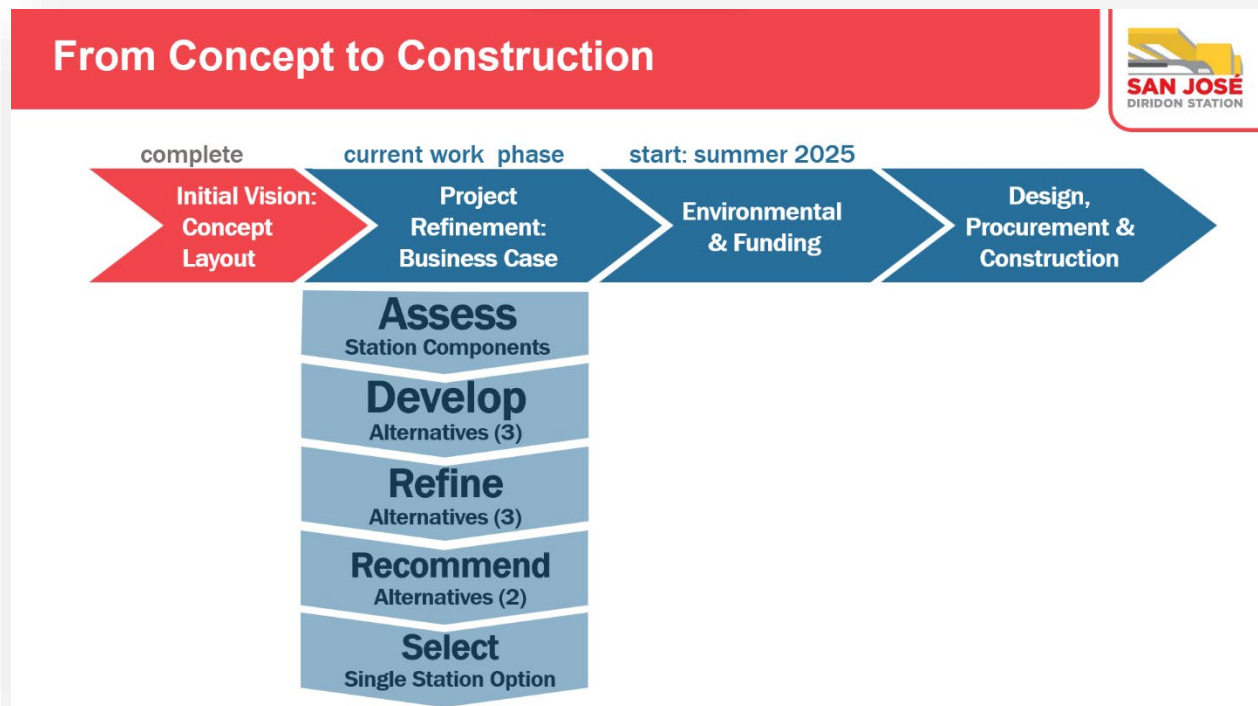 From Concept to Construction
SAN JOSÉ
DIRIDON STATION
complete
current work phase
start: summer 2025
Initial Vision:
Concept
Layout
Project
Refinement:
Business Case
Environmental
& Funding
Design,
Procurement &
Construction
Assess
Station Components
Develop
Alternatives (3)
Refine
Alternatives (3)
Recommend
Alternatives (2)
Select
Single Station Option